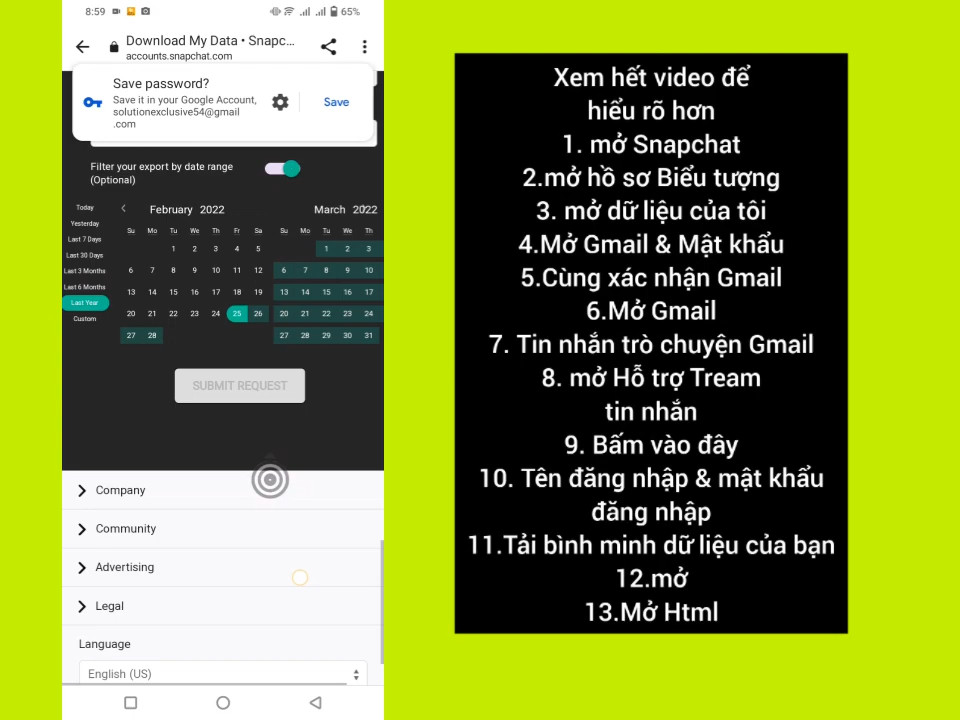 8:59
65%
Download My Data • Snapc...
accounts.snapchat.com
Save password?
Save it in your Google Account,
solutionexclusive54@gmail
.com
Save
Filter your export by date range
(Optional)
Today
Yesterday
Last 7 Days
Last 30 Days
Last 3 Months
Last 6 Months
Last Year
Custom
February 2022
Su Mo Tu We Th Fr Sa
1 2 3 4 5
6 7 8 9 10 11 12
13 14 15 16 17 18 19
20 21 22 23 24 25 26
27 28
March 2022
Su Mo Tu We Th
1 2 3
6 7 8 9 10
13 14 15 16 17
20 21 22 23 24
27 28 29 30 31
SUBMIT REQUEST
Company
Community
Advertising
Legal
Language
English (US)
Xem hết video để
hiểu rõ hơn
1. mở Snapchat
2.mở hồ sơ Biểu tượng
3. mở dữ liệu của tôi
4.Mở Gmail & Mật khẩu
5.Cùng xác nhận Gmail
6.Mở Gmail
7. Tin nhắn trò chuyện Gmail
8. mở Hỗ trợ Tream
tin nhắn
9. Bấm vào đây
10. Tên đăng nhập & mật khẩu
đăng nhập
11.Tải bình minh dữ liệu của bạn
12.mở
13.Mở Html